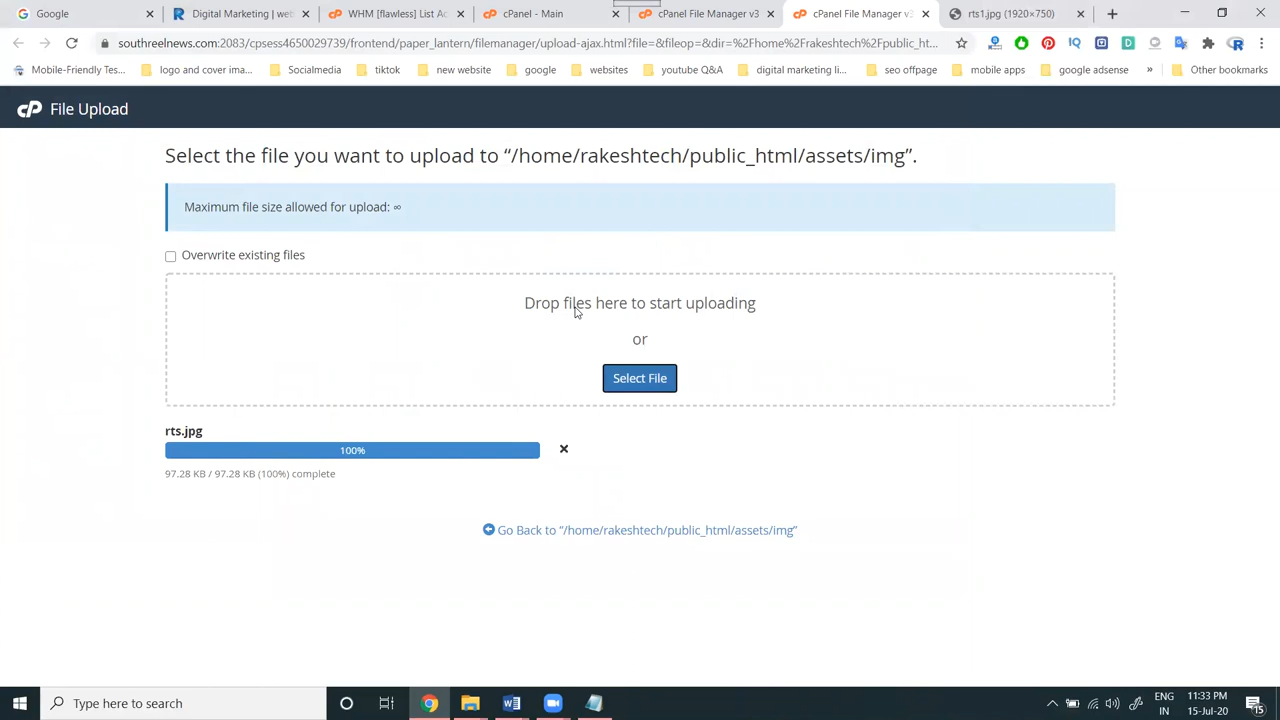 Google
Digital Marketing | web
WHM [flawless] List Ac
cPanel - Main
cPanel File Manager v3
cPanel File Manager v3
rts1.jpg (1920×750)
southreelnews.com:2083/cpsess4650029739/frontend/paper_lantern/filemanager/upload-ajax.html?file=&fileop=&dir=%2Fhome%2Frakeshtech%2Fpublic_ht...
Mobile-Friendly Tes...
logo and cover ima...
Socialmedia
tiktok
new website
google
websites
youtube Q&A
digital marketing li...
seo offpage
mobile apps
google adsense
»
Other bookmarks
cP File Upload
Select the file you want to upload to “/home/rakeshtech/public_html/assets/img”.
Maximum file size allowed for upload: ∞
Overwrite existing files
Drop files here to start uploading
or
Select File
rts.jpg
100%
97.28 KB / 97.28 KB (100%) complete
Go Back to “/home/rakeshtech/public_html/assets/img”
Type here to search
ENG
IN
11:33 PM
15-Jul-20
15